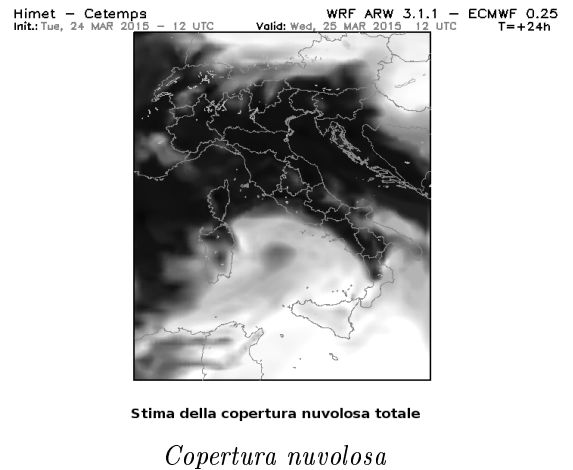 Himet – Cetemps WRF ARW 3.1.1 – ECMWF 0.25
Init.: Tue, 24 MAR 2015 – 12 UTC Valid: Wed, 25 MAR 2015 12 UTC T=+24h
Stima della copertura nuvolosa totale
Copertura nuvolosa